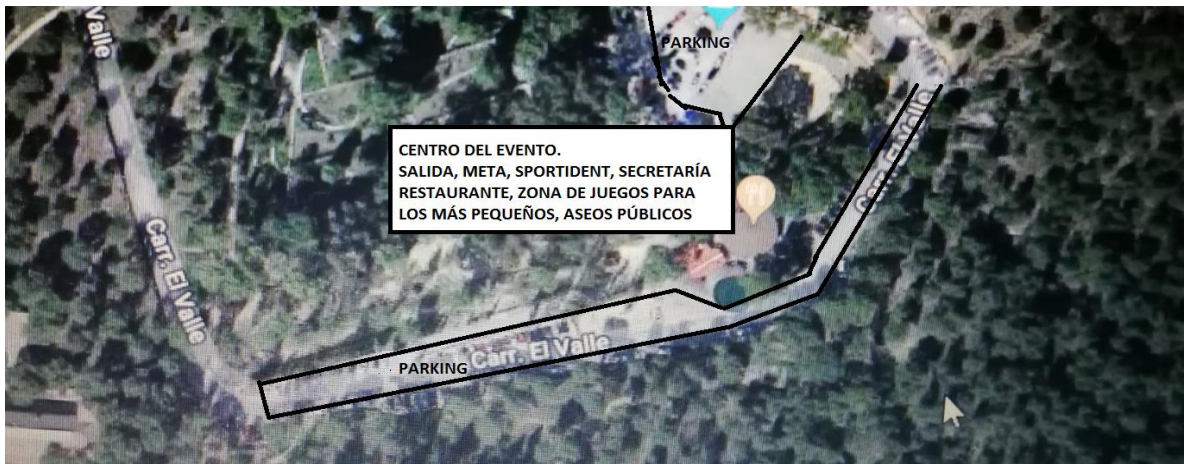 Valle
PARKING
CENTRO DEL EVENTO.
SALIDA, META, SPORTIDENT, SECRETARÍA
RESTAURANTE, ZONA DE JUEGOS PARA
LOS MÁS PEQUEÑOS, ASEOS PÚBLICOS
Carr. El Valle
Carr. El Valle
Carr. El Valle
PARKING